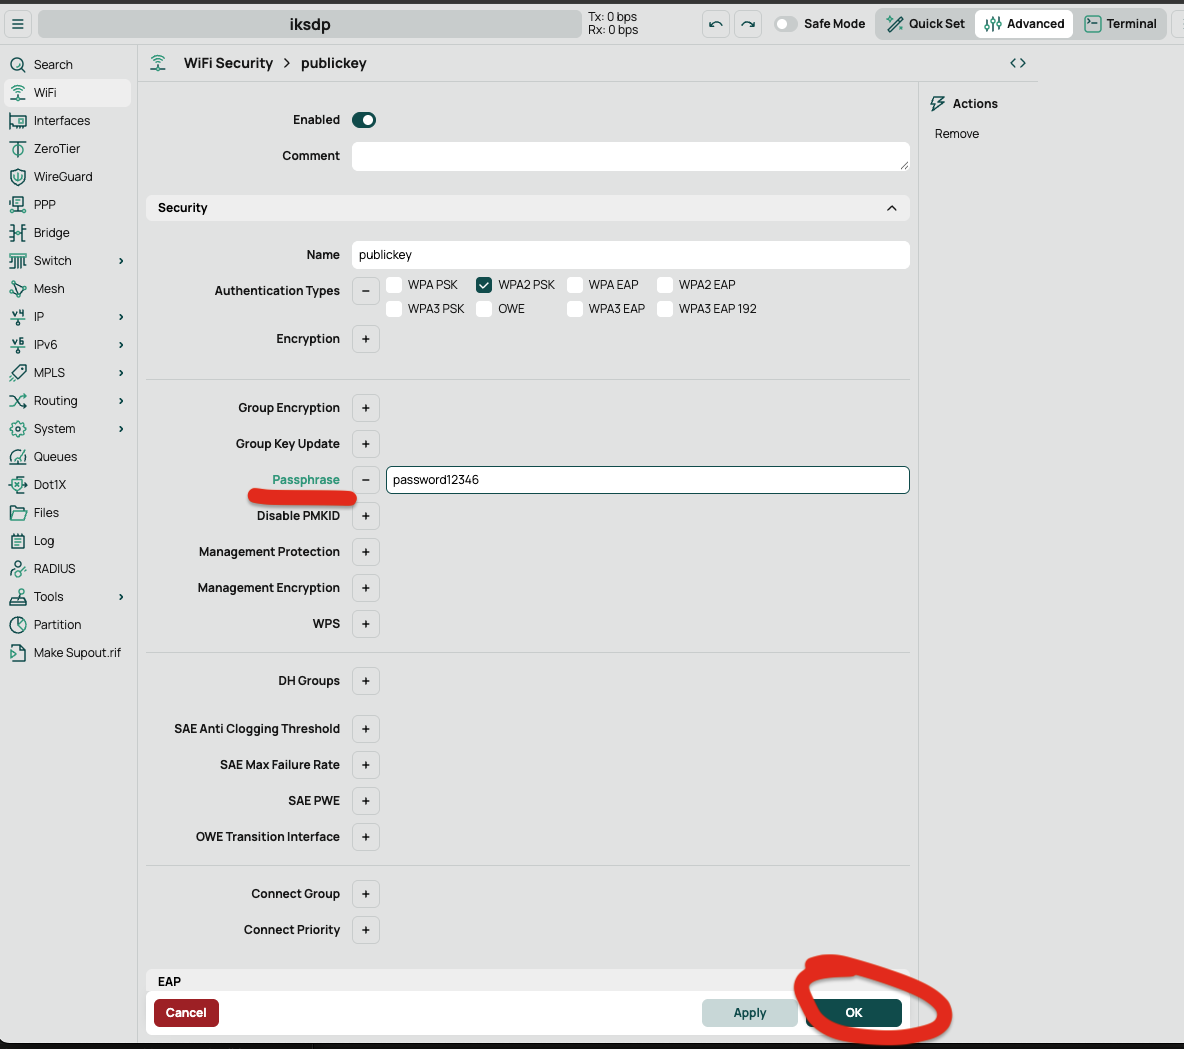 iksdp
Tx: 0 bps
Rx: 0 bps
Safe Mode
Quick Set
Advanced
Terminal
Search
WiFi
Interfaces
ZeroTier
WireGuard
PPP
Bridge
Switch
Mesh
IP
IPv6
MPLS
Routing
System
Queues
Dot1X
Files
Log
RADIUS
Tools
Partition
Make Supout.rif
WiFi Security > publickey
Enabled
Comment
Security
Name publickey
Authentication Types − WPA PSK WPA2 PSK WPA EAP WPA2 EAP
WPA3 PSK OWE WPA3 EAP WPA3 EAP 192
Encryption +
Group Encryption +
Group Key Update +
Passphrase − password12346
Disable PMKID +
Management Protection +
Management Encryption +
WPS +
DH Groups +
SAE Anti Clogging Threshold +
SAE Max Failure Rate +
SAE PWE +
OWE Transition Interface +
Connect Group +
Connect Priority +
EAP
Cancel Apply OK
Actions
Remove